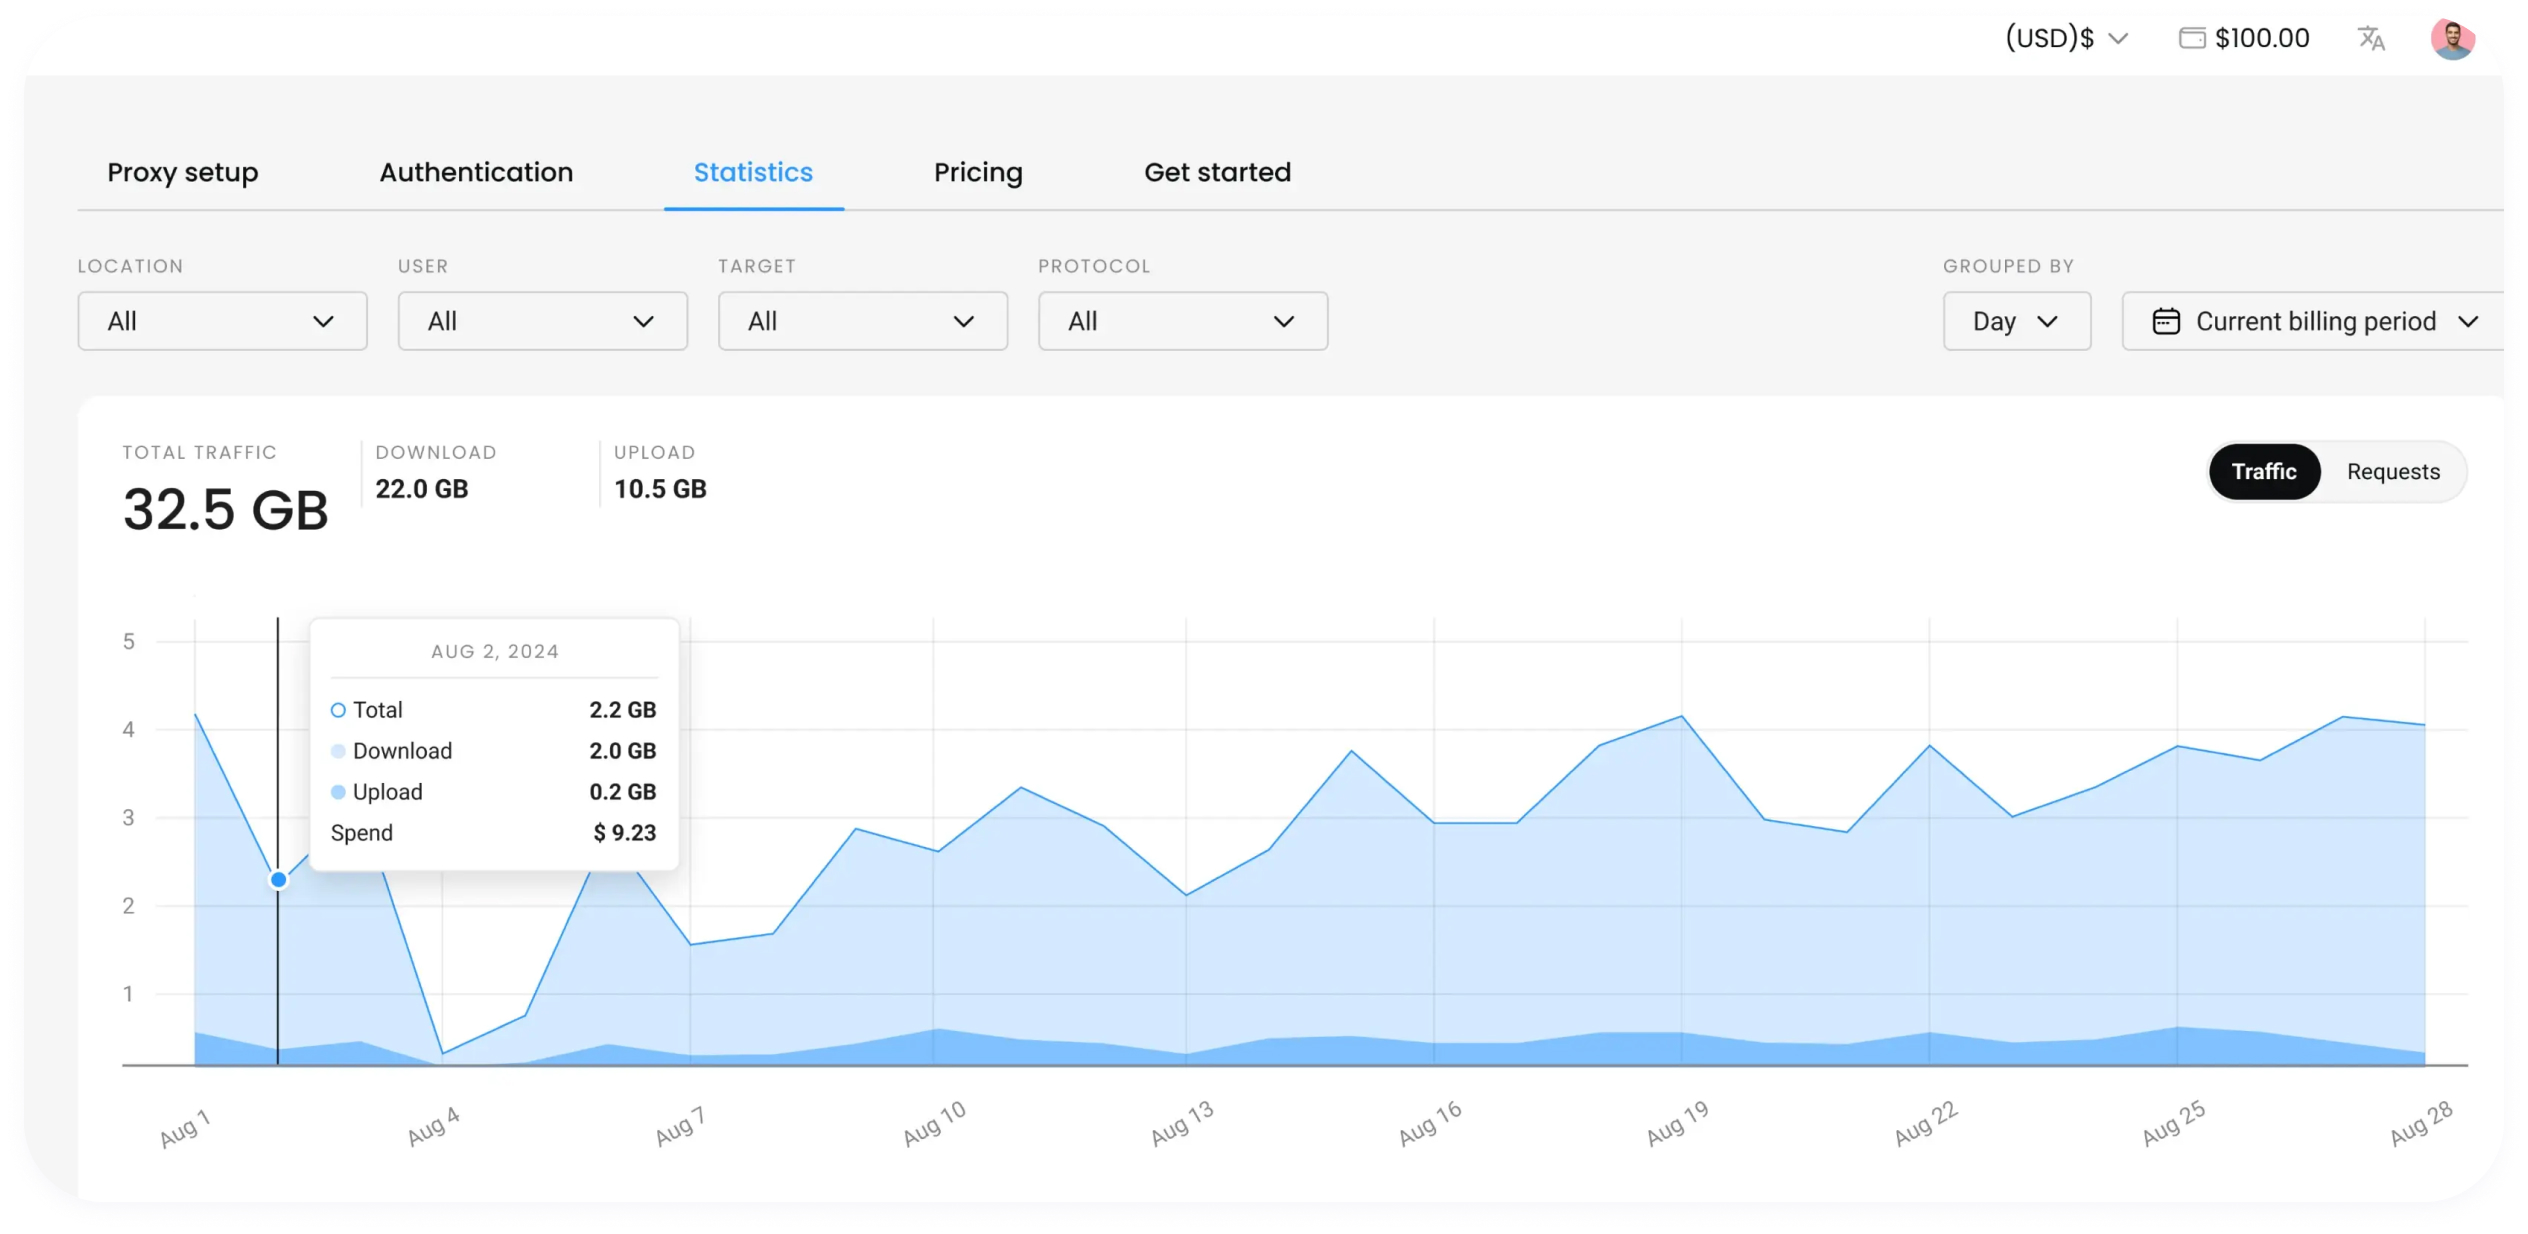 (USD)$ $100.00
Proxy setup Authentication Statistics Pricing Get started
LOCATION USER TARGET PROTOCOL GROUPED BY
All All All All Day Current billing period
TOTAL TRAFFIC DOWNLOAD UPLOAD
32.5 GB 22.0 GB 10.5 GB
Traffic Requests
5
4
3
2
1
AUG 2, 2024
Total 2.2 GB
Download 2.0 GB
Upload 0.2 GB
Spend $ 9.23
Aug 1 Aug 4 Aug 7 Aug 10 Aug 13 Aug 16 Aug 19 Aug 22 Aug 25 Aug 28